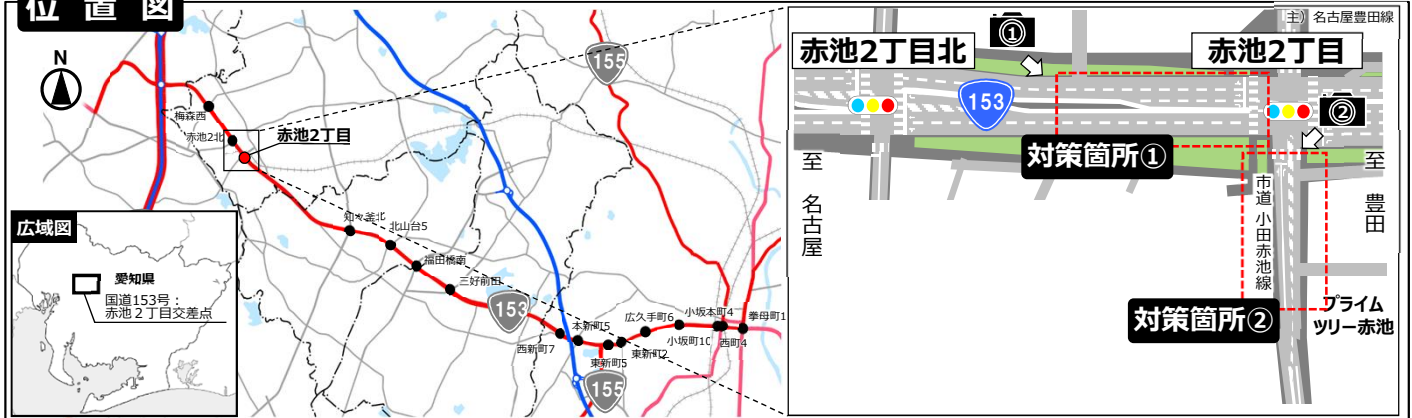 位置図
N
155
梅森西
赤池2北
赤池2丁目
知々釜北
北山台5
福田橋南
三好前田
153
本新町5
西新町7
東新町5
東新町2
広久手町6
小坂町10
小坂本町4
西町4
挙母町1
155
広域図
愛知県
国道153号：
赤池２丁目交差点
主）名古屋豊田線
①
赤池2丁目北
赤池2丁目
153
②
対策箇所①
至 名古屋
市道 小田赤池線
至 豊田
対策箇所②
プライム
ツリー赤池